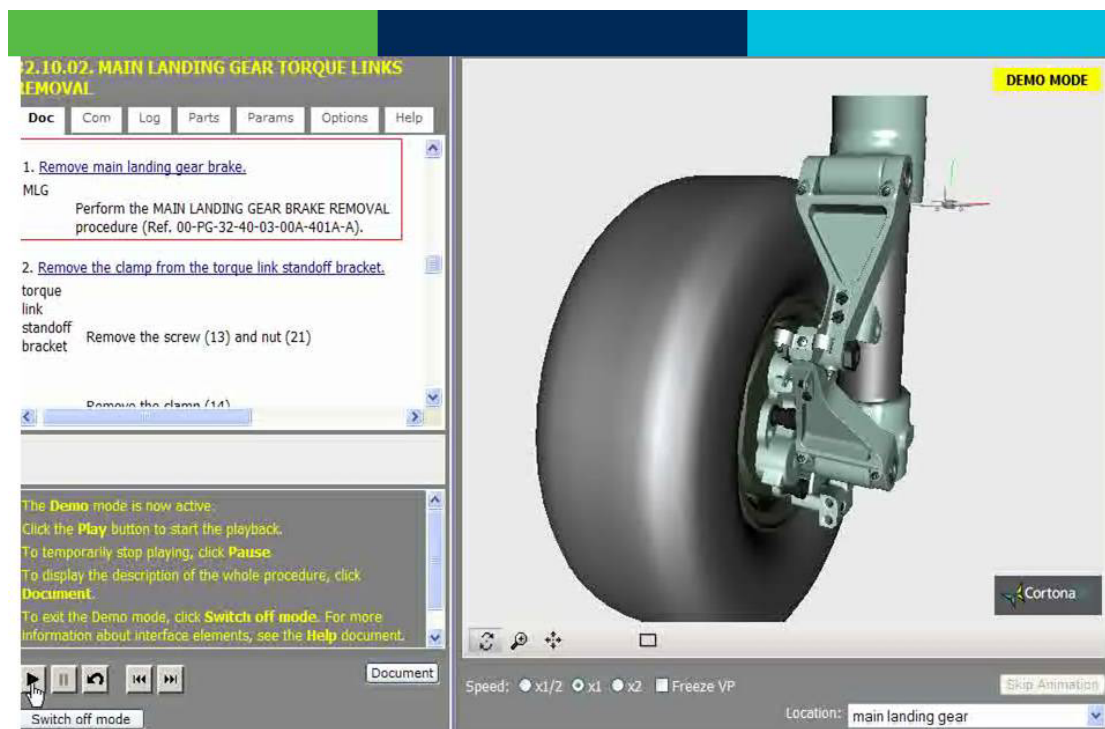 32.10.02. MAIN LANDING GEAR TORQUE LINKS
REMOVAL
Doc Com Log Parts Params Options Help
1. Remove main landing gear brake.
MLG
Perform the MAIN LANDING GEAR BRAKE REMOVAL
procedure (Ref. 00-PG-32-40-03-00A-401A-A).
2. Remove the clamp from the torque link standoff bracket.
torque
link
standoff
bracket
Remove the screw (13) and nut (21)
Remove the clamp (14)
The Demo mode is now active.
Click the Play button to start the playback.
To temporarily stop playing, click Pause.
To display the description of the whole procedure, click
Document.
To exit the Demo mode, click Switch off mode. For more
information about interface elements, see the Help document.
Document
Switch off mode
DEMO MODE
Cortona
Speed: x1/2 x1 x2 Freeze VP
Skip Animation
Location: main landing gear